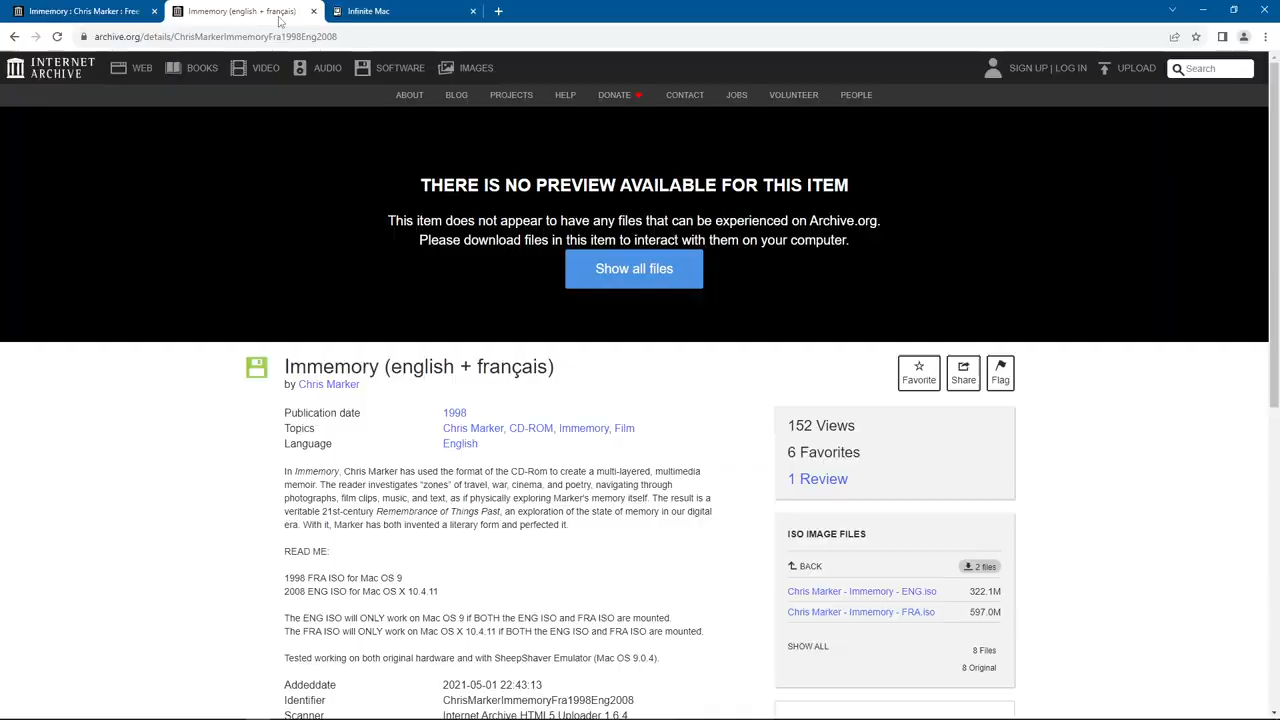 Immemory : Chris Marker : Free
Immemory (english + français)
Infinite Mac
archive.org/details/ChrisMarkerImmemoryFra1998Eng2008
INTERNET ARCHIVE
WEB
BOOKS
VIDEO
AUDIO
SOFTWARE
IMAGES
SIGN UP | LOG IN
UPLOAD
Search
ABOUT
BLOG
PROJECTS
HELP
DONATE
CONTACT
JOBS
VOLUNTEER
PEOPLE
THERE IS NO PREVIEW AVAILABLE FOR THIS ITEM
This item does not appear to have any files that can be experienced on Archive.org.
Please download files in this item to interact with them on your computer.
Show all files
Immemory (english + français)
by Chris Marker
Favorite
Share
Flag
Publication date 1998
Topics Chris Marker, CD-ROM, Immemory, Film
Language English
In Immemory, Chris Marker has used the format of the CD-Rom to create a multi-layered, multimedia
memoir. The reader investigates “zones” of travel, war, cinema, and poetry, navigating through
photographs, film clips, music, and text, as if physically exploring Marker's memory itself. The result is a
veritable 21st-century Remembrance of Things Past, an exploration of the state of memory in our digital
era. With it, Marker has both invented a literary form and perfected it.
READ ME:
1998 FRA ISO for Mac OS 9
2008 ENG ISO for Mac OS X 10.4.11
The ENG ISO will ONLY work on Mac OS 9 if BOTH the ENG ISO and FRA ISO are mounted.
The FRA ISO will ONLY work on Mac OS X 10.4.11 if BOTH the ENG ISO and FRA ISO are mounted.
Tested working on both original hardware and with SheepShaver Emulator (Mac OS 9.0.4).
Addeddate 2021-05-01 22:43:13
Identifier ChrisMarkerImmemoryFra1998Eng2008
Scanner Internet Archive HTML5 Uploader 1.6.4
152 Views
6 Favorites
1 Review
ISO IMAGE FILES
BACK 2 files
Chris Marker - Immemory - ENG.iso 322.1M
Chris Marker - Immemory - FRA.iso 597.0M
SHOW ALL 8 Files
8 Original